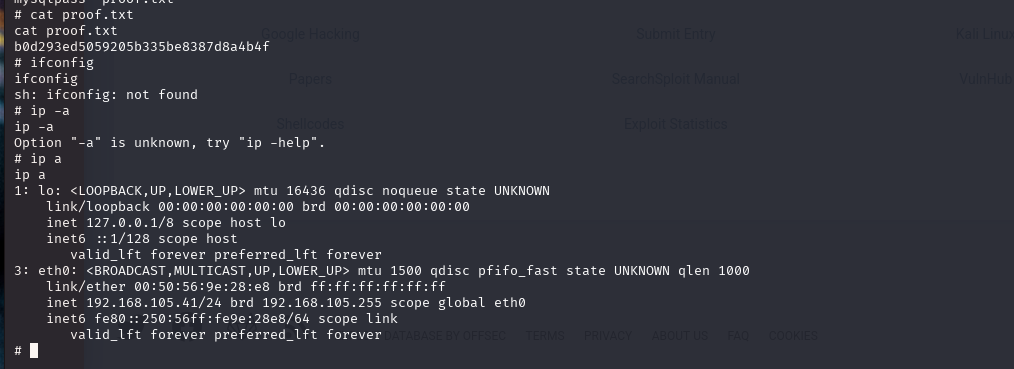 mysqlpass  proof.txt
# cat proof.txt
cat proof.txt
b0d293ed5059205b335be8387d8a4b4f
# ifconfig
ifconfig
sh: ifconfig: not found
# ip -a
ip -a
Option "-a" is unknown, try "ip -help".
# ip a
ip a
1: lo: <LOOPBACK,UP,LOWER_UP> mtu 16436 qdisc noqueue state UNKNOWN
    link/loopback 00:00:00:00:00:00 brd 00:00:00:00:00:00
    inet 127.0.0.1/8 scope host lo
    inet6 ::1/128 scope host
       valid_lft forever preferred_lft forever
3: eth0: <BROADCAST,MULTICAST,UP,LOWER_UP> mtu 1500 qdisc pfifo_fast state UNKNOWN qlen 1000
    link/ether 00:50:56:9e:28:e8 brd ff:ff:ff:ff:ff:ff
    inet 192.168.105.41/24 brd 192.168.105.255 scope global eth0
    inet6 fe80::250:56ff:fe9e:28e8/64 scope link
       valid_lft forever preferred_lft forever
#
Google Hacking
Submit Entry
Kali Linu
Papers
SearchSploit Manual
VulnHu
Shellcodes
Exploit Statistics
DATABASE BY OFFSEC TERMS PRIVACY ABOUT US FAQ COOKIES